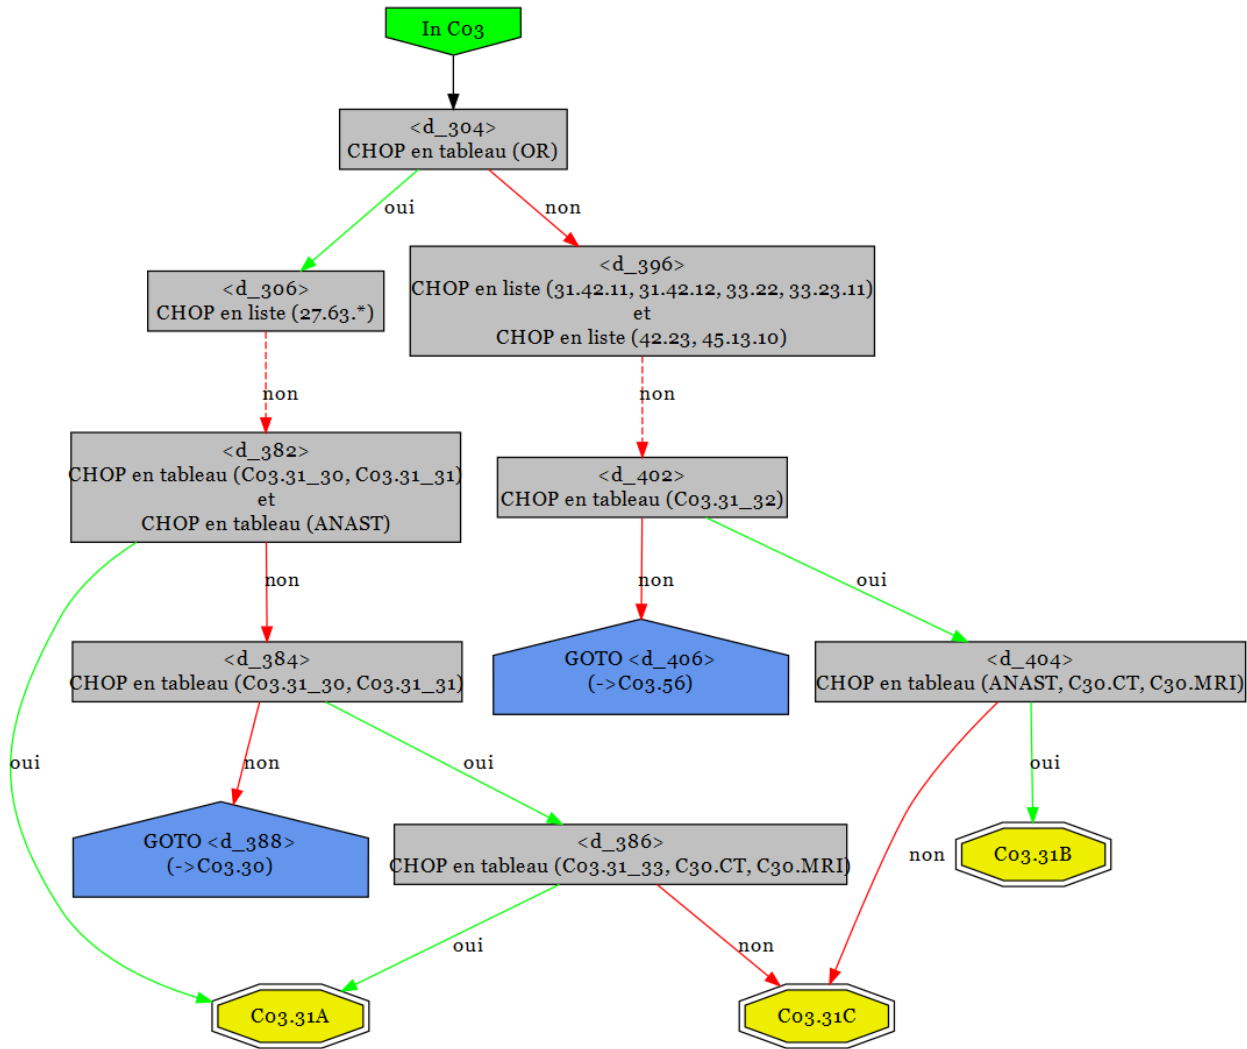 In C03
<d_304>
CHOP en tableau (OR)
oui
non
<d_306>
CHOP en liste (27.63.*)
<d_396>
CHOP en liste (31.42.11, 31.42.12, 33.22, 33.23.11)
et
CHOP en liste (42.23, 45.13.10)
non
non
<d_382>
CHOP en tableau (C03.31_30, C03.31_31)
et
CHOP en tableau (ANAST)
<d_402>
CHOP en tableau (C03.31_32)
non
non
oui
<d_384>
CHOP en tableau (C03.31_30, C03.31_31)
GOTO <d_406>
(->C03.56)
<d_404>
CHOP en tableau (ANAST, C30.CT, C30.MRI)
oui
non
oui
oui
GOTO <d_388>
(->C03.30)
<d_386>
CHOP en tableau (C03.31_33, C30.CT, C30.MRI)
non
C03.31B
oui
non
C03.31A
C03.31C